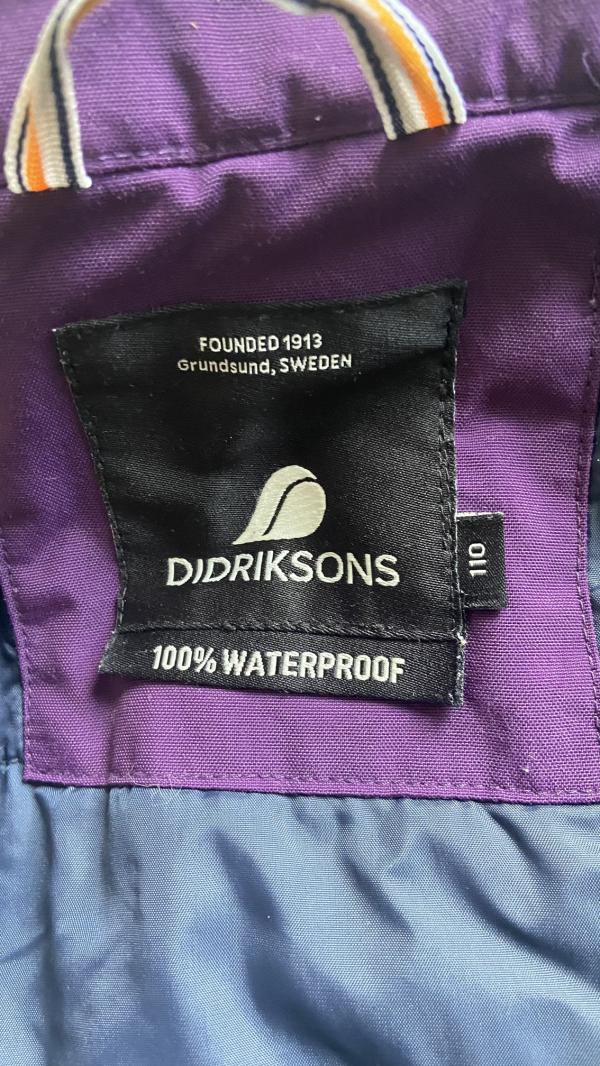 FOUNDED 1913
Grundsund, SWEDEN
DIDRIKSONS
110
100% WATERPROOF